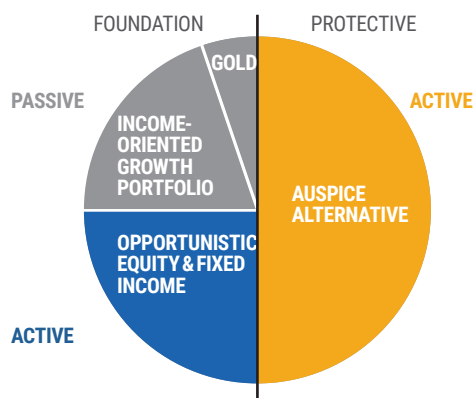 FOUNDATION
PROTECTIVE
GOLD
PASSIVE
ACTIVE
INCOME-
ORIENTED
GROWTH
PORTFOLIO
AUSPICE
ALTERNATIVE
OPPORTUNISTIC
EQUITY & FIXED
INCOME
ACTIVE